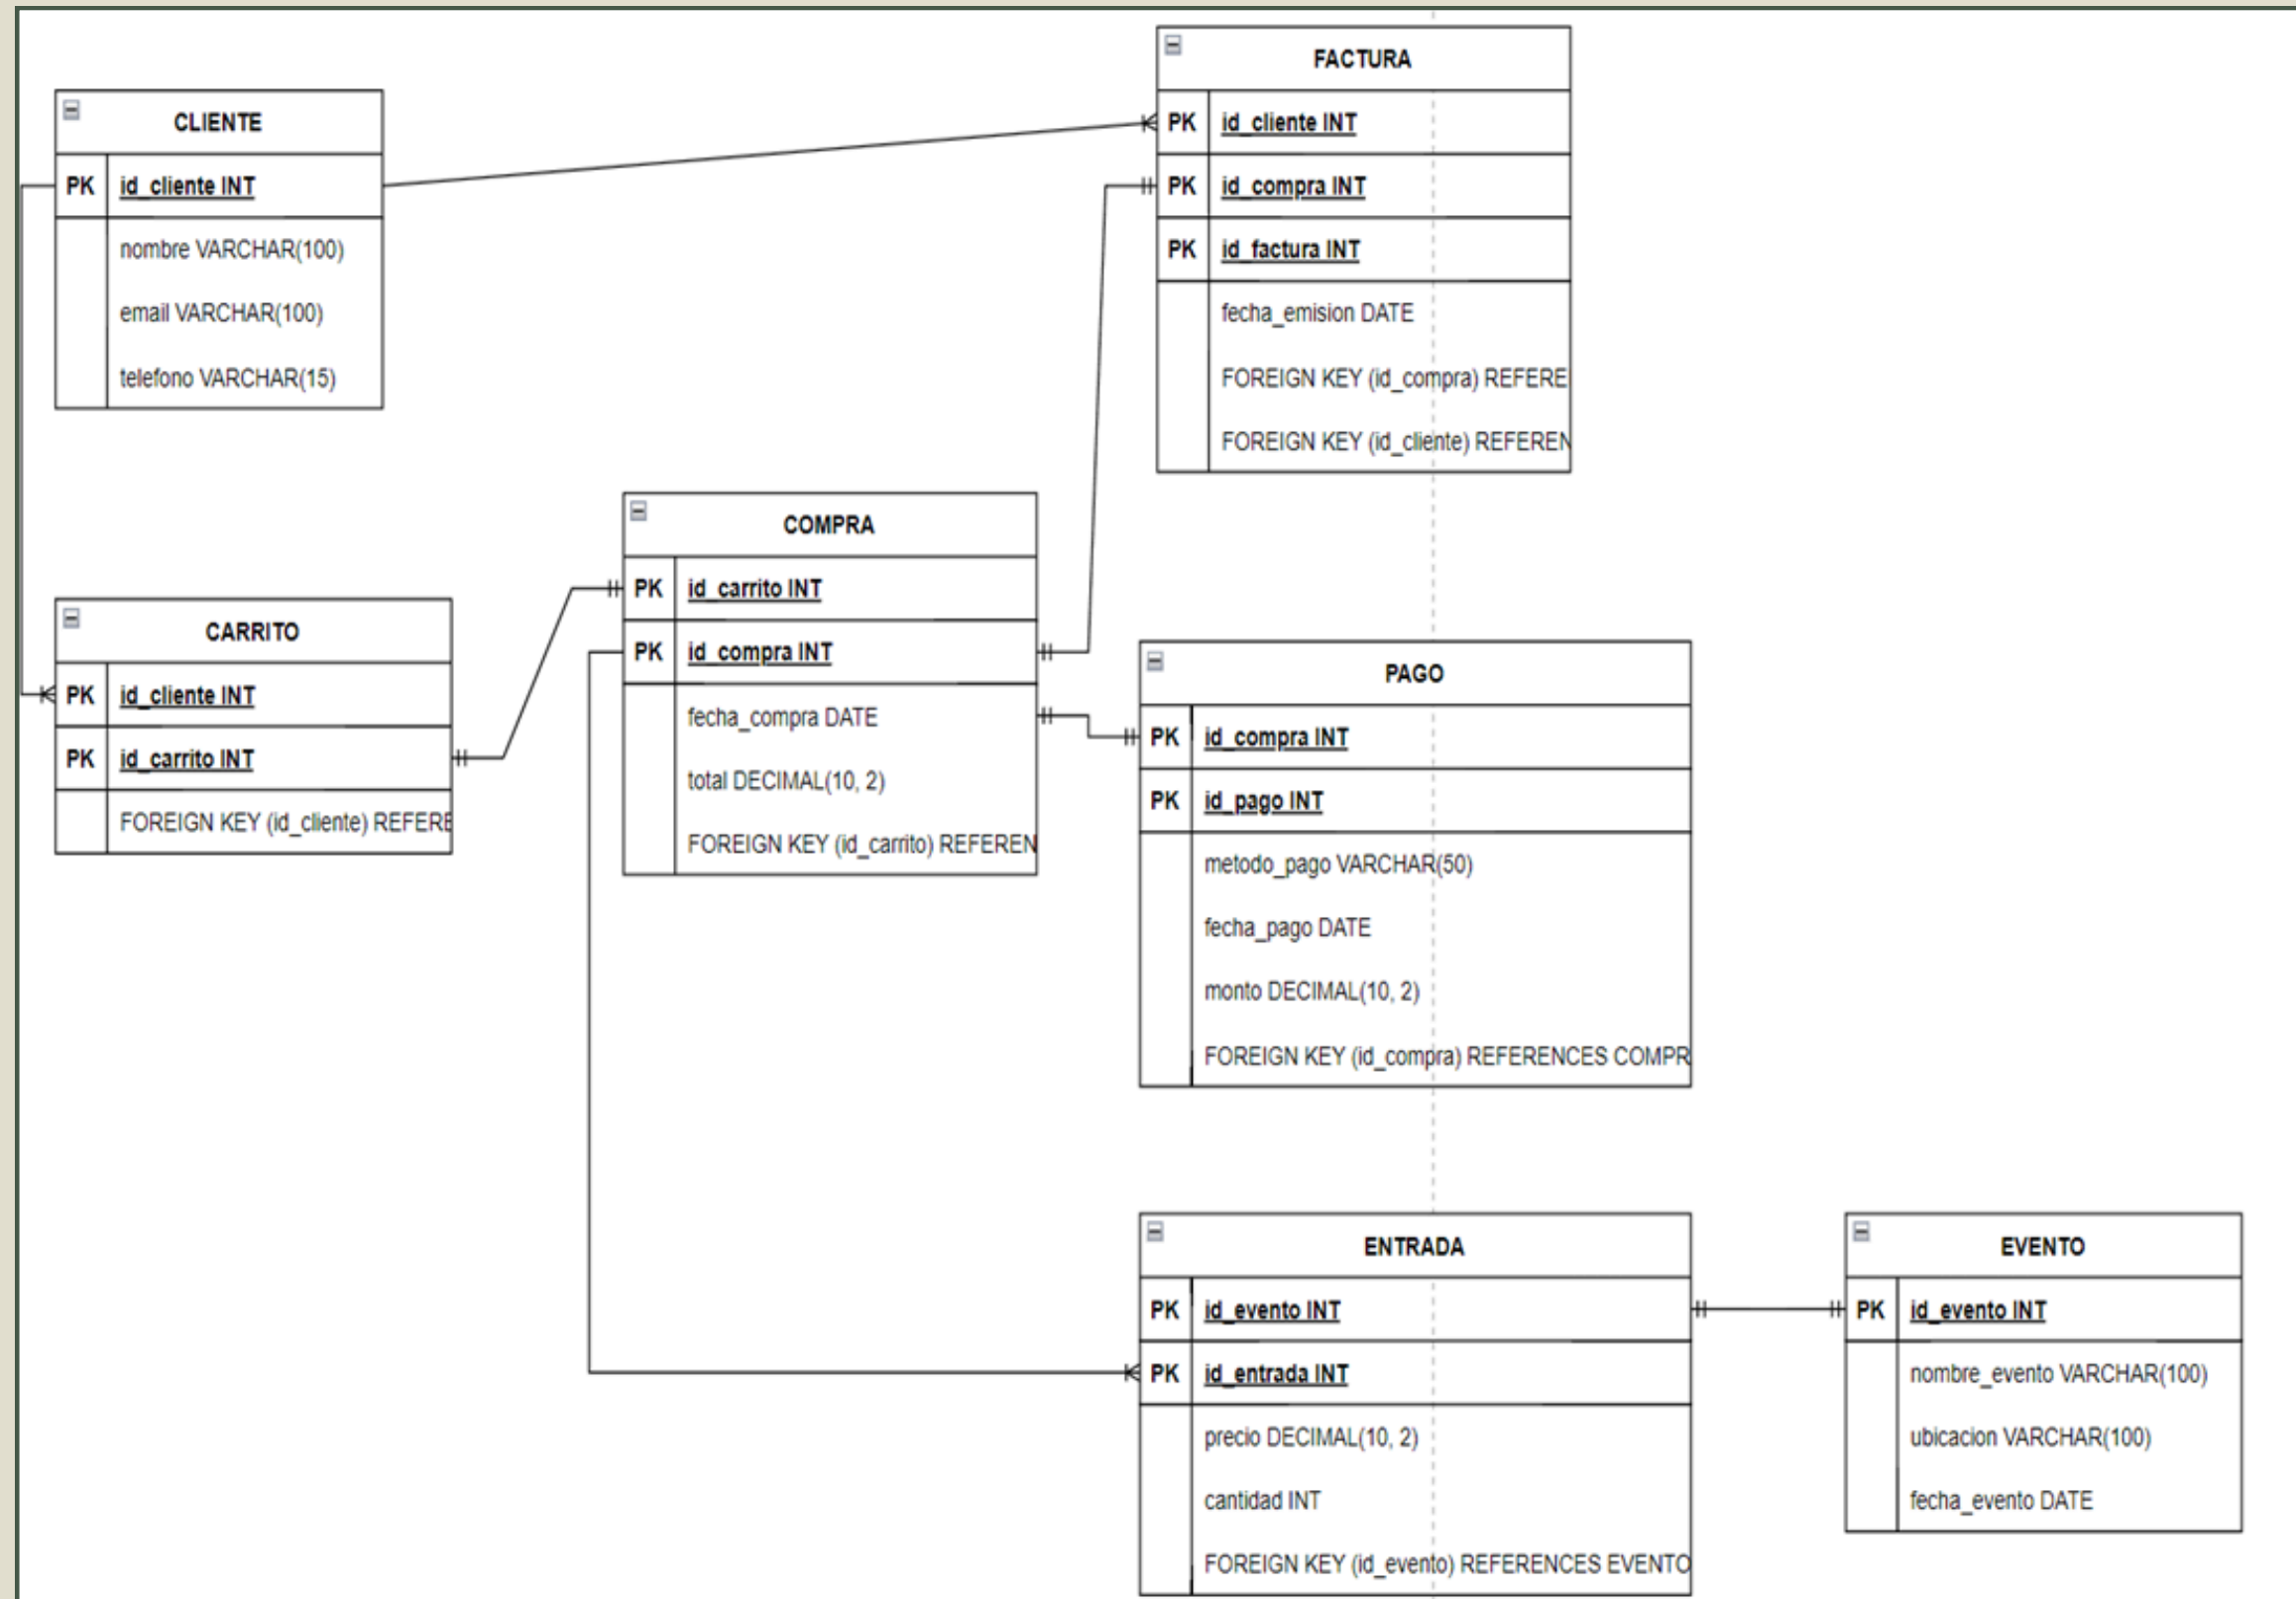 CLIENTE
PK id_cliente INT
nombre VARCHAR(100)
email VARCHAR(100)
telefono VARCHAR(15)
FACTURA
PK id_cliente INT
PK id_compra INT
PK id_factura INT
fecha_emision DATE
FOREIGN KEY (id_compra) REFERE
FOREIGN KEY (id_cliente) REFEREN
COMPRA
PK id_carrito INT
PK id_compra INT
fecha_compra DATE
total DECIMAL(10, 2)
FOREIGN KEY (id_carrito) REFEREN
CARRITO
PK id_cliente INT
PK id_carrito INT
FOREIGN KEY (id_cliente) REFERE
PAGO
PK id_compra INT
PK id_pago INT
metodo_pago VARCHAR(50)
fecha_pago DATE
monto DECIMAL(10, 2)
FOREIGN KEY (id_compra) REFERENCES COMPR
ENTRADA
PK id_evento INT
PK id_entrada INT
precio DECIMAL(10, 2)
cantidad INT
FOREIGN KEY (id_evento) REFERENCES EVENTO
EVENTO
PK id_evento INT
nombre_evento VARCHAR(100)
ubicacion VARCHAR(100)
fecha_evento DATE